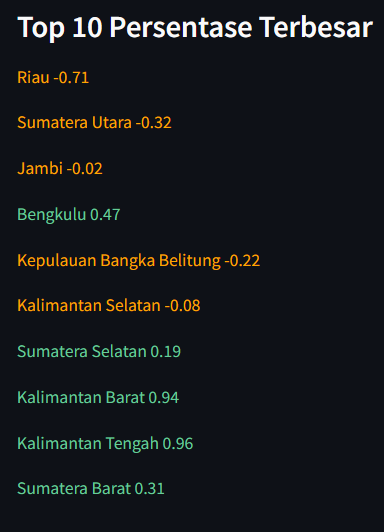 Top 10 Persentase Terbesar
Riau -0.71
Sumatera Utara -0.32
Jambi -0.02
Bengkulu 0.47
Kepulauan Bangka Belitung -0.22
Kalimantan Selatan -0.08
Sumatera Selatan 0.19
Kalimantan Barat 0.94
Kalimantan Tengah 0.96
Sumatera Barat 0.31